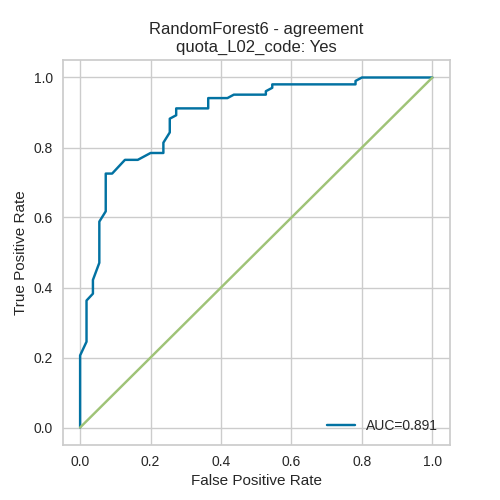 RandomForest6 - agreement
quota_L02_code: Yes
True Positive Rate
1.0
0.8
0.6
0.4
0.2
0.0
AUC=0.891
0.0 0.2 0.4 0.6 0.8 1.0
False Positive Rate